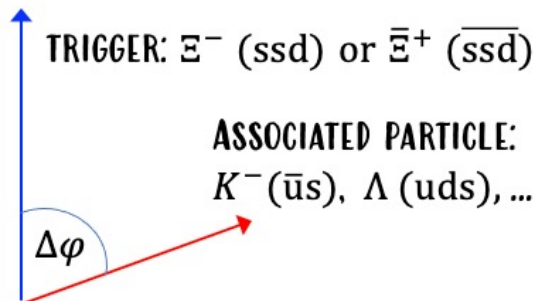 TRIGGER: Ξ⁻ (ssd) or Ξ̄⁺ (s̅s̅d̅)
ASSOCIATED PARTICLE:
K⁻(ūs), Λ (uds), ...
Δφ